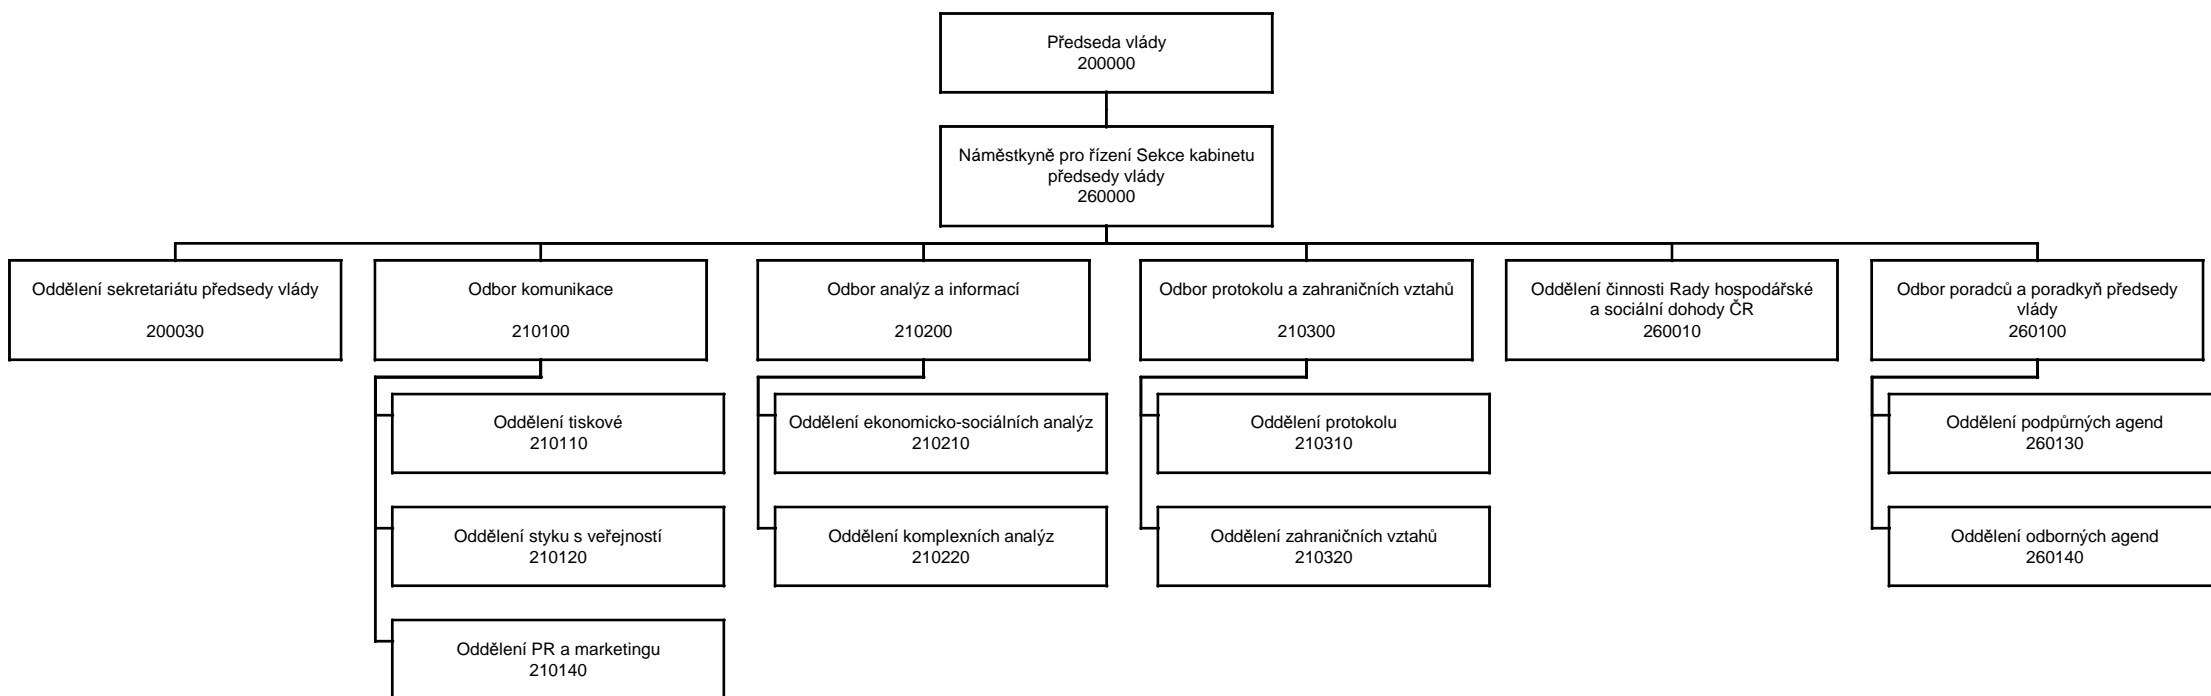 Předseda vlády
200000
Náměstkyně pro řízení Sekce kabinetu
předsedy vlády
260000
Oddělení sekretariátu předsedy vlády
200030
Odbor komunikace
210100
Odbor analýz a informací
210200
Odbor protokolu a zahraničních vztahů
210300
Oddělení činnosti Rady hospodářské
a sociální dohody ČR
260010
Odbor poradců a poradkyň předsedy
vlády
260100
Oddělení tiskové
210110
Oddělení styku s veřejností
210120
Oddělení PR a marketingu
210140
Oddělení ekonomicko-sociálních analýz
210210
Oddělení komplexních analýz
210220
Oddělení protokolu
210310
Oddělení zahraničních vztahů
210320
Oddělení podpůrných agend
260130
Oddělení odborných agend
260140